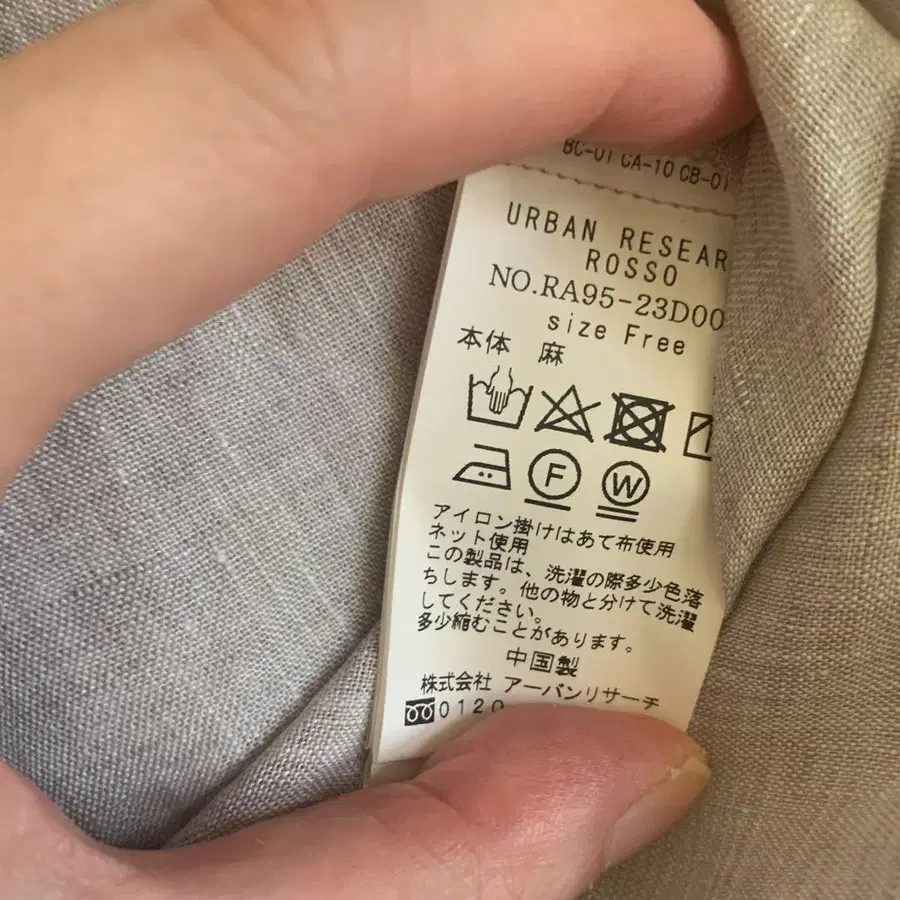 BC-01 CA-10 CB-01
URBAN RESEAR
ROSSO
NO.RA95-23D00
size Free
本体 麻
F W
アイロン掛けはあて布使用
ネット使用
この製品は、洗濯の際多少色落
ちします。他の物と分けて洗濯
してください。
多少縮むことがあります。
中国製
株式会社 アーバンリサーチ
0120